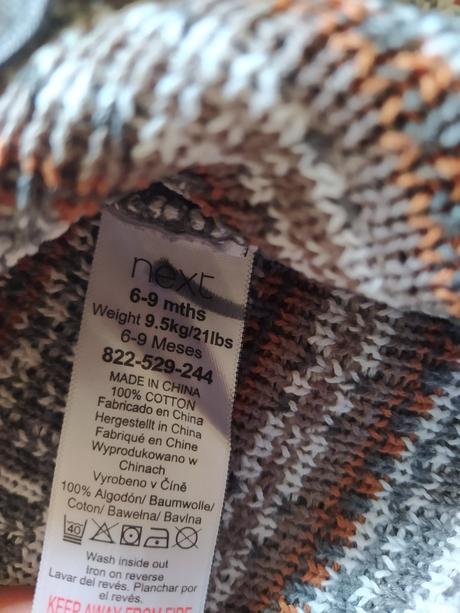 next
6-9 mths
Weight 9.5kg/21lbs
6-9 Meses
822-529-244
MADE IN CHINA
100% COTTON
Fabricado en China
Hergestellt in China
Fabriqué en Chine
Wyprodukowano w
Chinach
Vyrobeno v Číně
100% Algodón/ Baumwolle/
Coton/ Bawełna/ Bavlna
40
Wash inside out
Iron on reverse
Lavar del revés. Planchar por
el revés.
KEEP AWAY FROM FIRE